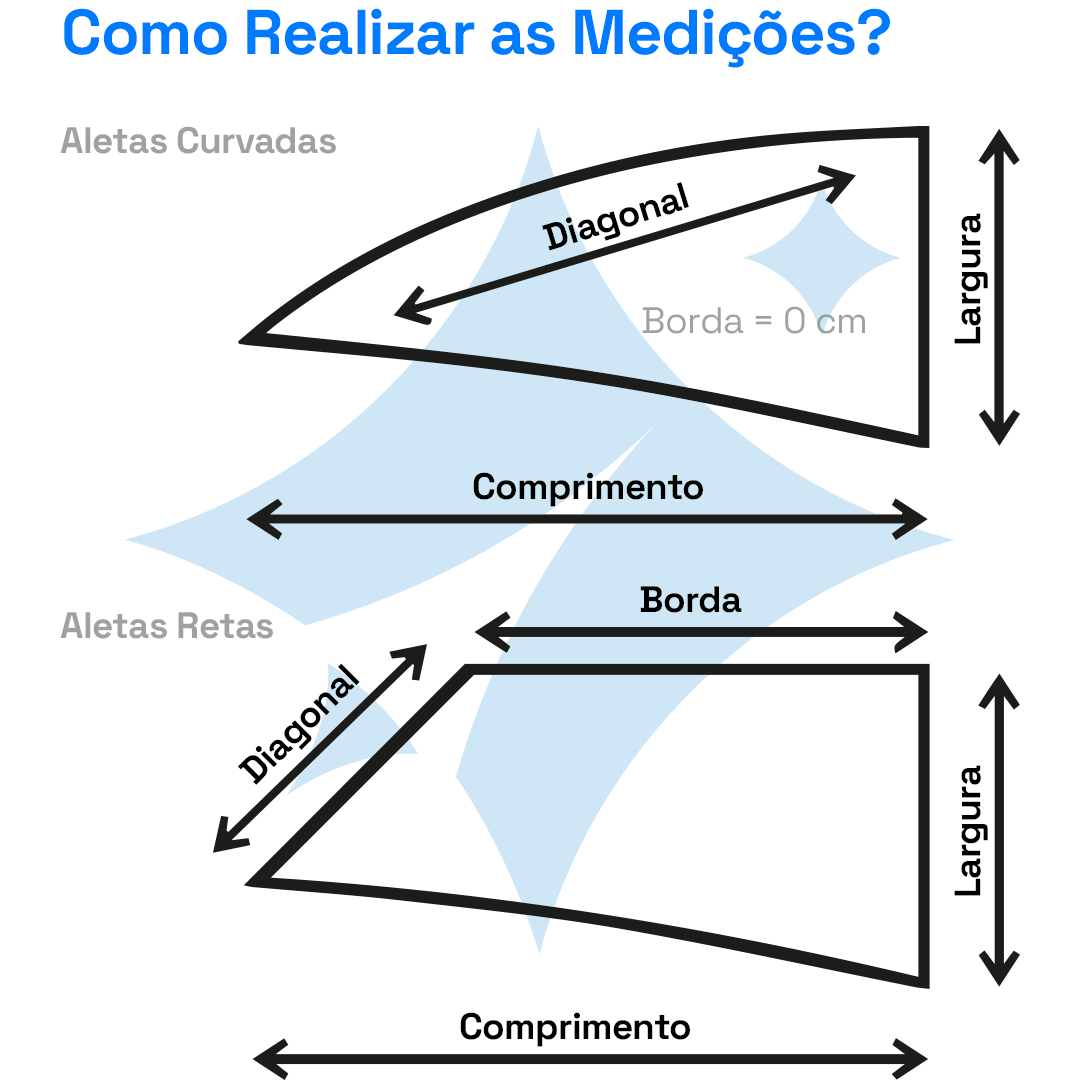 Como Realizar as Medições?
Aletas Curvadas
Diagonal
Largura
Borda = 0 cm
Comprimento
Borda
Aletas Retas
Diagonal
Largura
Comprimento